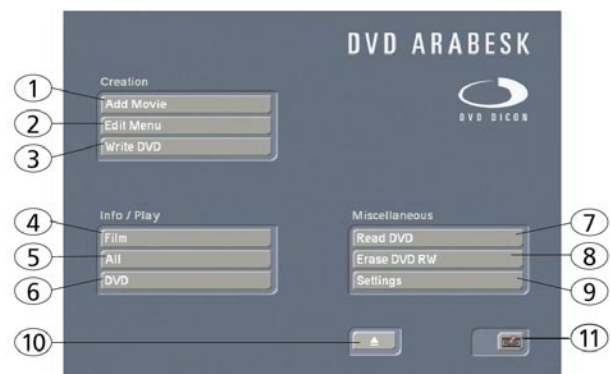 DVD ARABESK
DVD DICON
Creation
1 Add Movie
2 Edit Menu
3 Write DVD
Info / Play
4 Film
5 All
6 DVD
Miscellaneous
Read DVD 7
Erase DVD RW 8
Settings 9
10
11